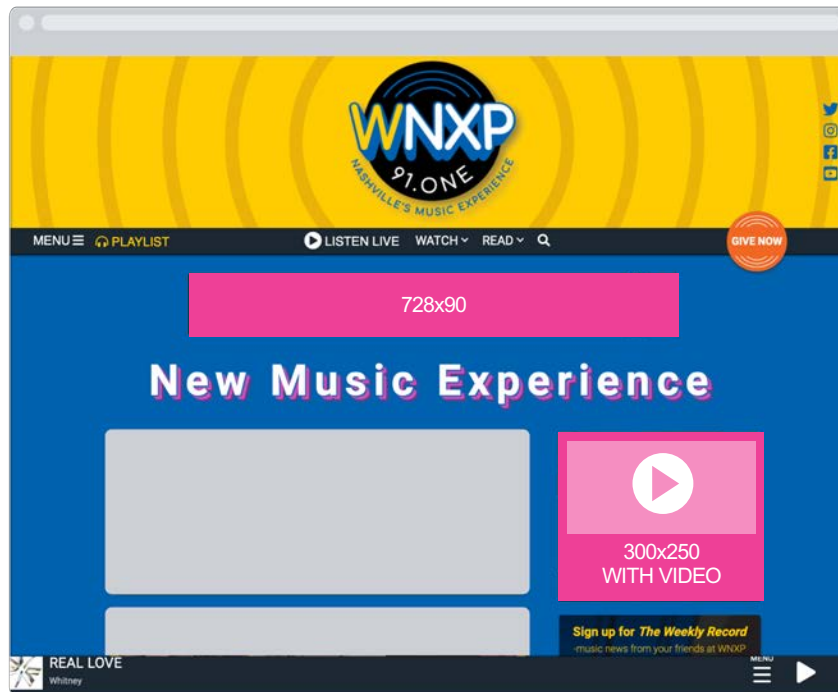 WNXP
91.ONE
NASHVILLE'S MUSIC EXPERIENCE
MENU PLAYLIST LISTEN LIVE WATCH READ GIVE NOW
728x90
New Music Experience
300x250
WITH VIDEO
Sign up for The Weekly Record
-music news from your friends at WNXP
REAL LOVE
Whitney
MENU